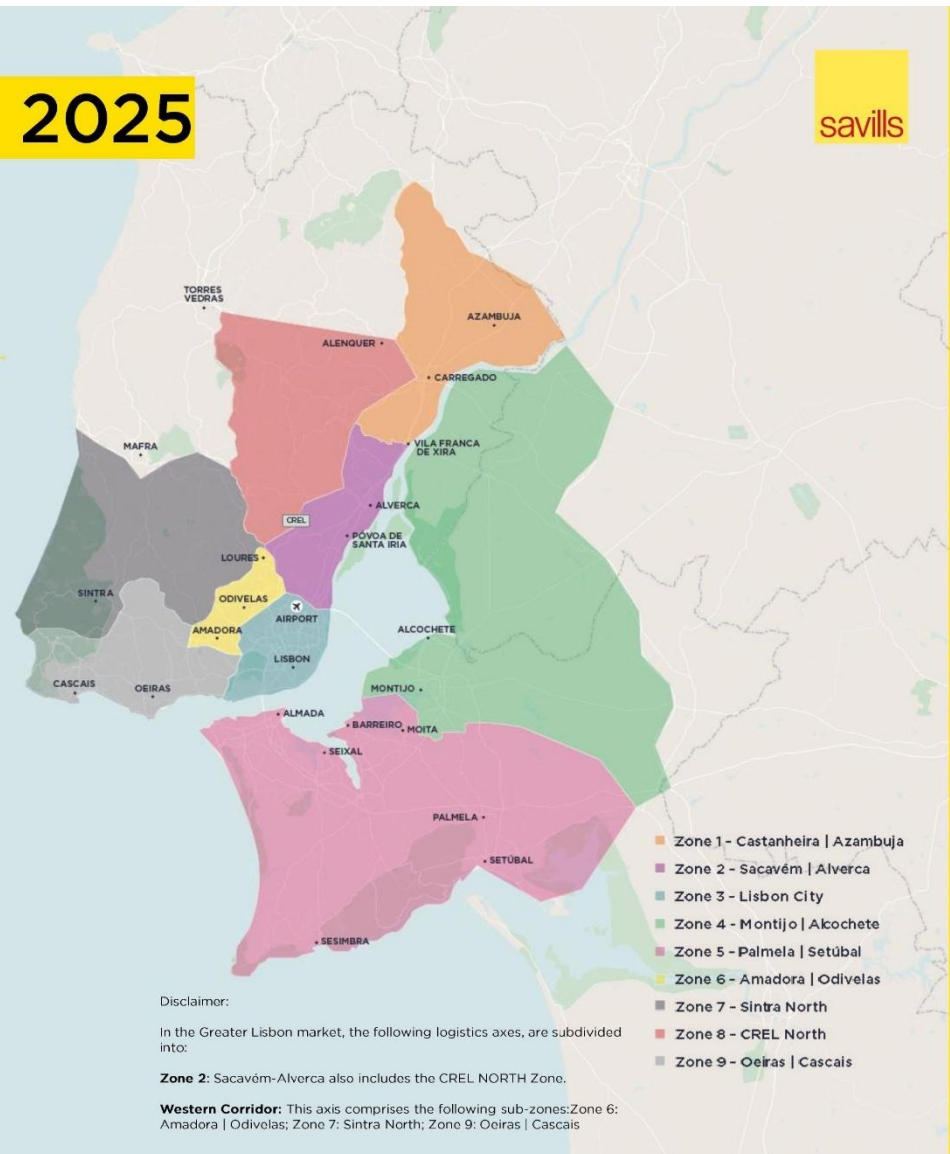 2025
savills
TORRES
VEDRAS
AZAMBUJA
ALENQUER
CARREGADO
MAFRA
VILA FRANCA
DE XIRA
ALVERCA
CREL
PÓVOA DE
SANTA IRIA
LOURES
SINTRA
ODIVELAS
AIRPORT
AMADORA
ALCOCHETE
LISBON
CASCAIS
OEIRAS
MONTIJO
ALMADA
BARREIRO
MOITA
SEIXAL
PALMELA
SETÚBAL
SESIMBRA
Zone 1 - Castanheira | Azambuja
Zone 2 - Sacavém | Alverca
Zone 3 - Lisbon City
Zone 4 - Montijo | Alcochete
Zone 5 - Palmela | Setúbal
Zone 6 - Amadora | Odivelas
Zone 7 - Sintra North
Zone 8 - CREL North
Zone 9 - Oeiras | Cascais
Disclaimer:
In the Greater Lisbon market, the following logistics axes, are subdivided
into:
Zone 2: Sacavém-Alverca also includes the CREL NORTH Zone.
Western Corridor: This axis comprises the following sub-zones:Zone 6:
Amadora | Odivelas; Zone 7: Sintra North; Zone 9: Oeiras | Cascais